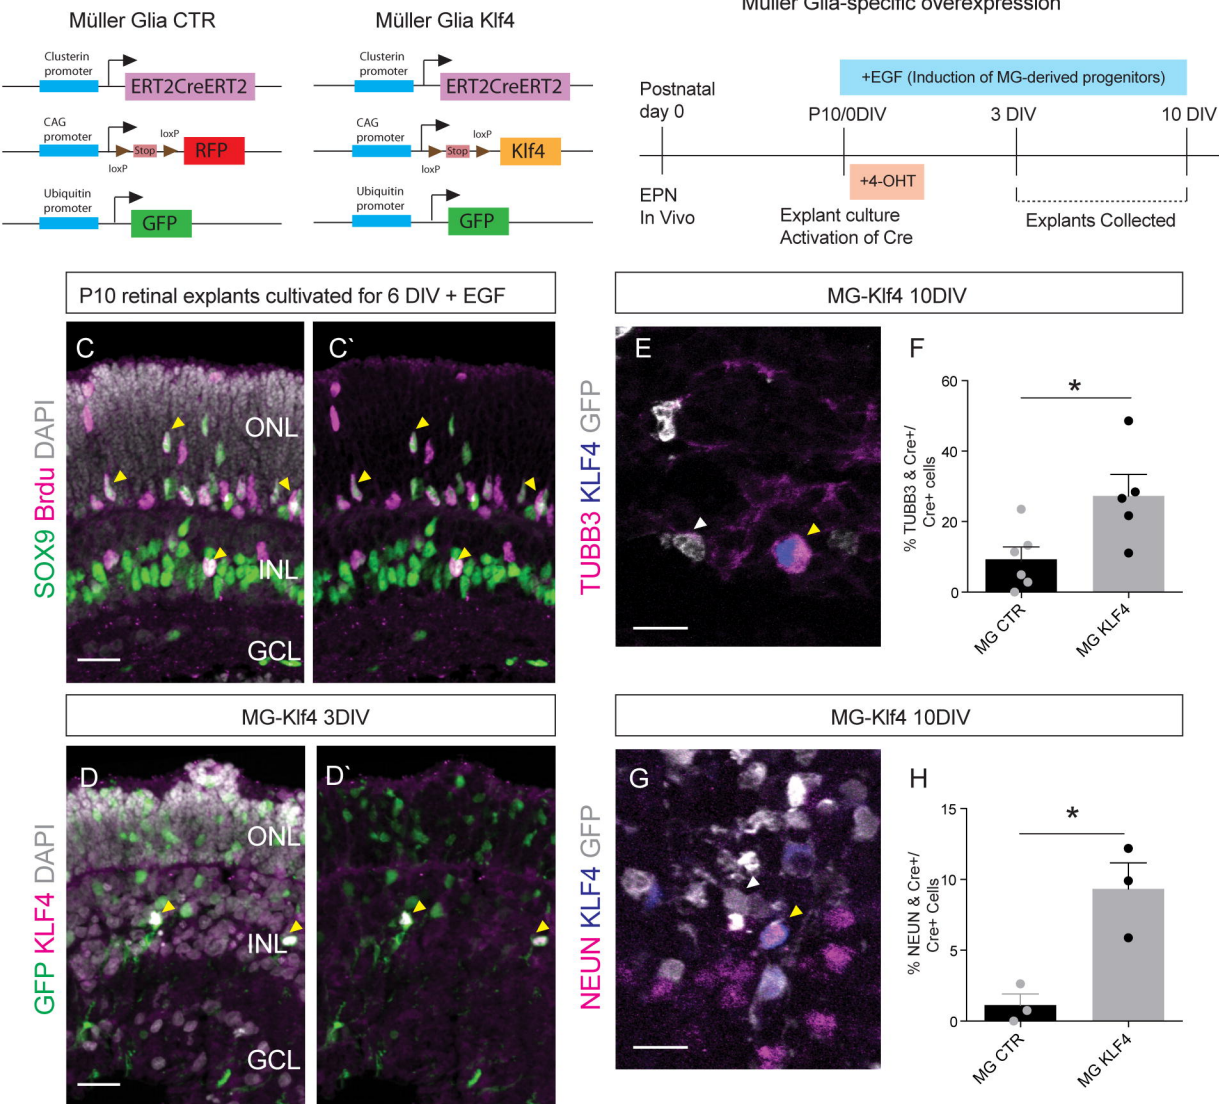 Müller Glia CTR
Clusterin
promoter
ERT2CreERT2
CAG
promoter
loxP
Stop
loxP
RFP
Ubiquitin
promoter
GFP
Müller Glia Klf4
Clusterin
promoter
ERT2CreERT2
CAG
promoter
loxP
Stop
loxP
Klf4
Ubiquitin
promoter
GFP
Müller Glia-specific overexpression
+EGF (Induction of MG-derived progenitors)
Postnatal
day 0
P10/0DIV
3 DIV
10 DIV
+4-OHT
EPN
In Vivo
Explant culture
Activation of Cre
Explants Collected
P10 retinal explants cultivated for 6 DIV + EGF
SOX9 Brdu DAPI
C
ONL
INL
GCL
C`
MG-Klf4 10DIV
TUBB3 KLF4 GFP
E
F
% TUBB3 & Cre+/
Cre+ cells
60
40
20
0
*
MG CTR
MG KLF4
MG-Klf4 3DIV
GFP KLF4 DAPI
D
ONL
INL
GCL
D`
MG-Klf4 10DIV
NEUN KLF4 GFP
G
H
% NEUN & Cre+/
Cre+ Cells
15
10
5
0
*
MG CTR
MG KLF4